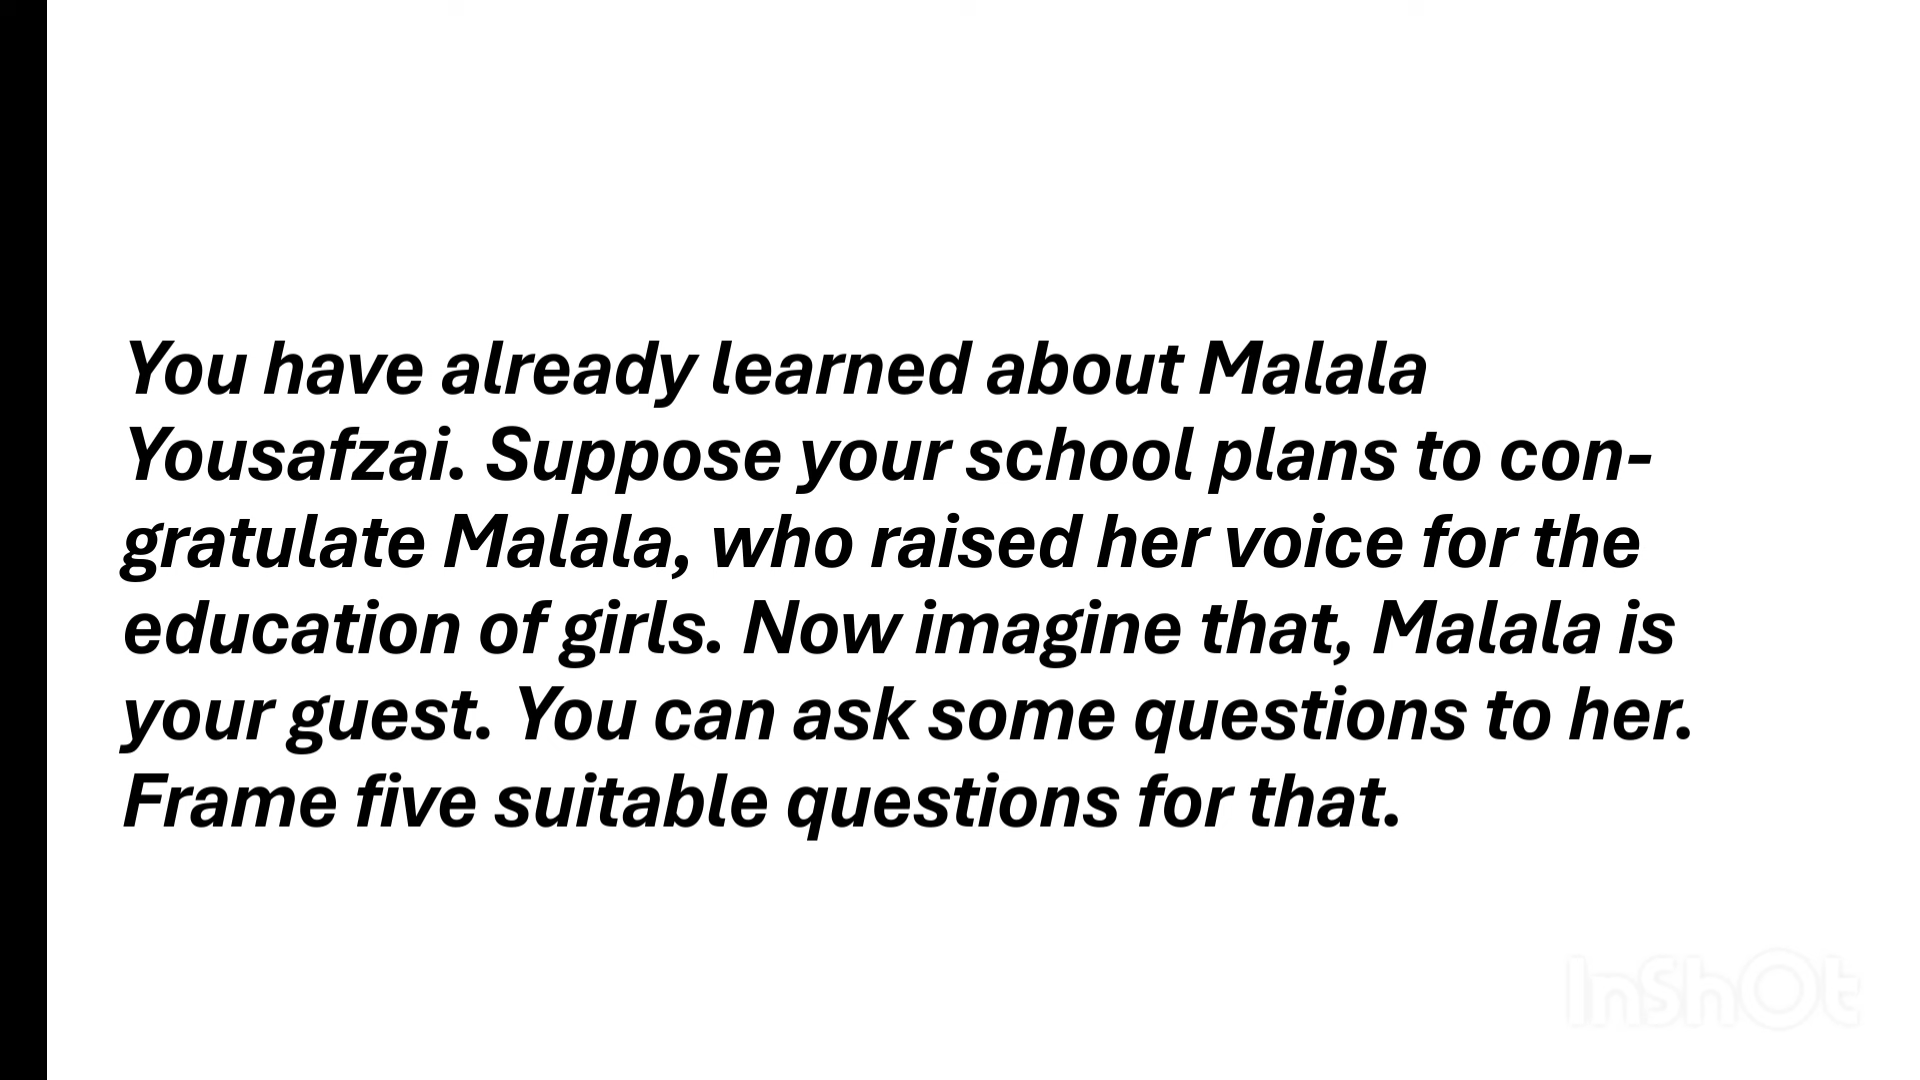 You have already learned about Malala
Yousafzai. Suppose your school plans to con-
gratulate Malala, who raised her voice for the
education of girls. Now imagine that, Malala is
your guest. You can ask some questions to her.
Frame five suitable questions for that.
InShOt